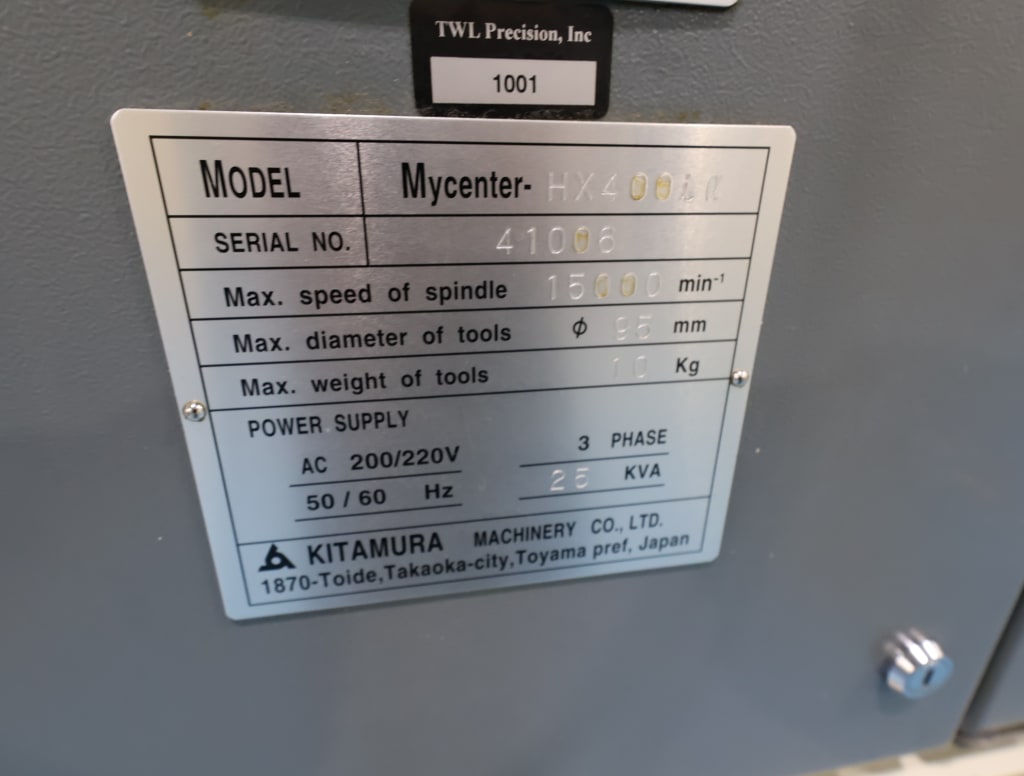 TWL Precision, Inc
1001
MODEL Mycenter- HX400iL
SERIAL NO. 41006
Max. speed of spindle 15000 min⁻¹
Max. diameter of tools ϕ 95 mm
Max. weight of tools 10 Kg
POWER SUPPLY
AC 200/220V 3 PHASE
50 / 60 Hz 25 KVA
KITAMURA MACHINERY CO., LTD.
1870-Toide,Takaoka-city,Toyama pref, Japan